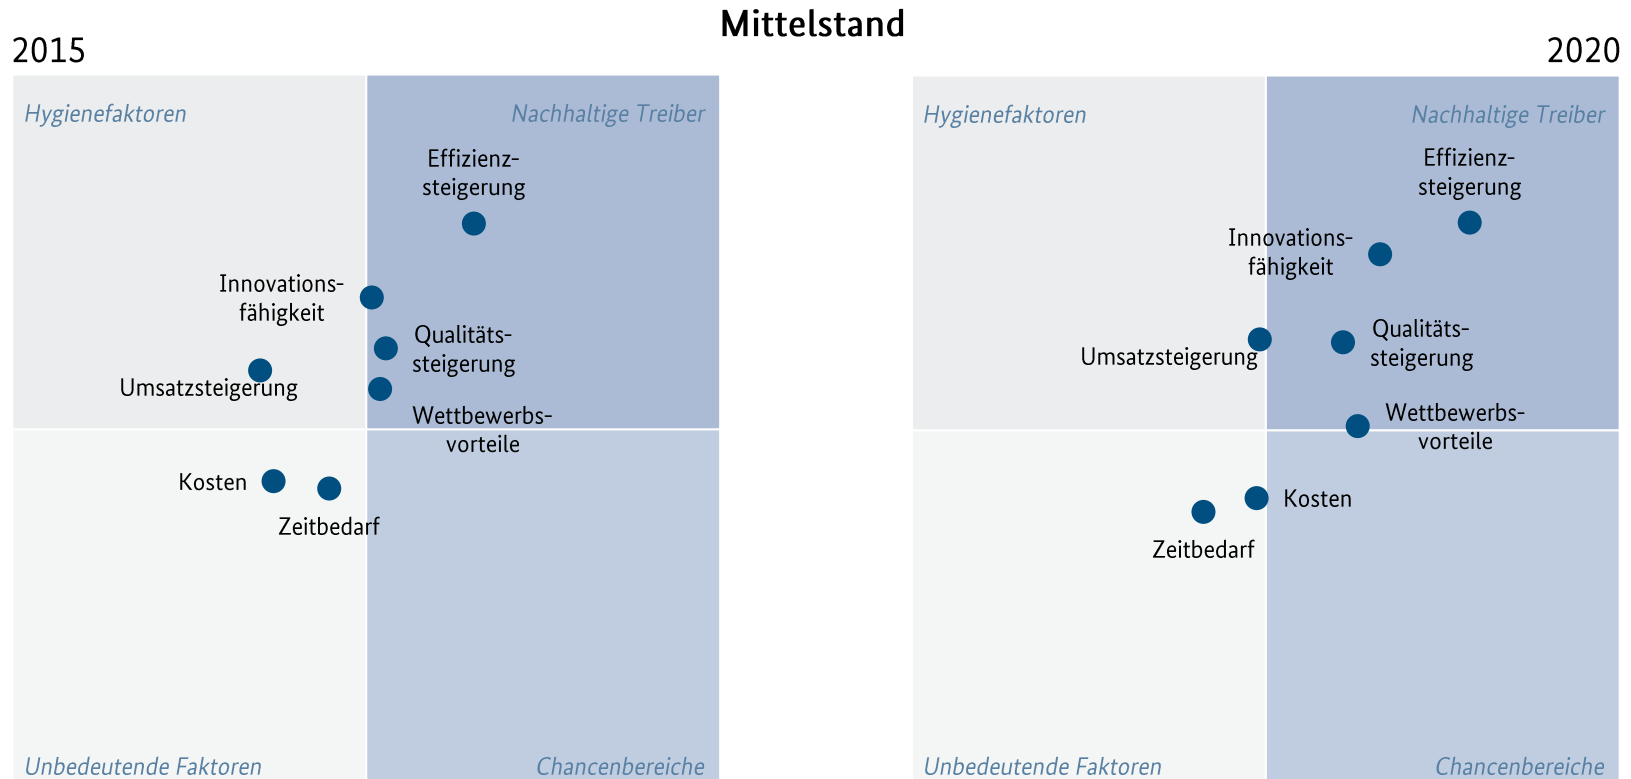 Mittelstand
2015
2020
Hygienefaktoren
Nachhaltige Treiber
Effizienz-
steigerung
Innovations-
fähigkeit
Qualitäts-
steigerung
Umsatzsteigerung
Wettbewerbs-
vorteile
Kosten
Zeitbedarf
Unbedeutende Faktoren
Chancenbereiche
Hygienefaktoren
Nachhaltige Treiber
Effizienz-
steigerung
Innovations-
fähigkeit
Qualitäts-
steigerung
Umsatzsteigerung
Wettbewerbs-
vorteile
Kosten
Zeitbedarf
Unbedeutende Faktoren
Chancenbereiche